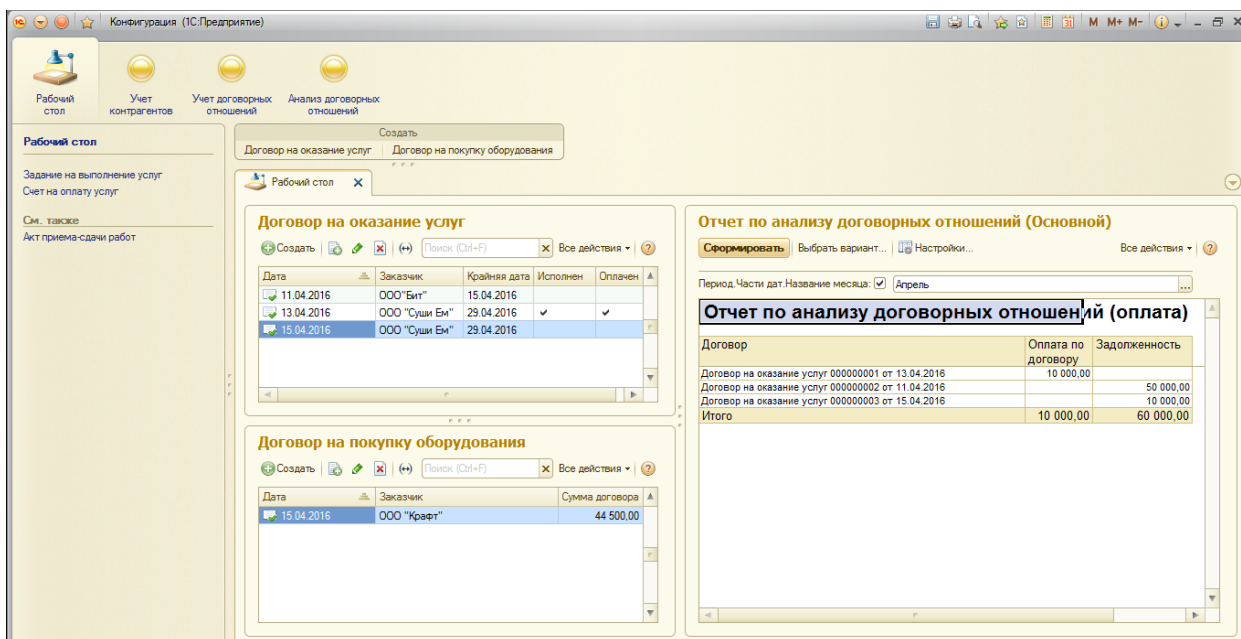 Конфигурация (1С:Предприятие)
M M+ M-
Рабочий стол
Учет контрагентов
Учет договорных отношений
Анализ договорных отношений
Рабочий стол
Задание на выполнение услуг
Счет на оплату услуг
См. также
Акт приема-сдачи работ
Создать
Договор на оказание услуг Договор на покупку оборудования
Рабочий стол
Договор на оказание услуг
Создать Поиск (Ctrl+F) Все действия
Дата Заказчик Крайняя дата Исполнен Оплачен
11.04.2016 ООО"Бит" 15.04.2016
13.04.2016 ООО "Суши Ем" 29.04.2016
15.04.2016 ООО "Суши Ем" 29.04.2016
Договор на покупку оборудования
Создать Поиск (Ctrl+F) Все действия
Дата Заказчик Сумма договора
15.04.2016 ООО "Крафт" 44 500,00
Отчет по анализу договорных отношений (Основной)
Сформировать Выбрать вариант... Настройки... Все действия
Период.Части дат.Название месяца: Апрель
Отчет по анализу договорных отношений (оплата)
Договор Оплата по договору Задолженность
Договор на оказание услуг 000000001 от 13.04.2016 10 000,00
Договор на оказание услуг 000000002 от 11.04.2016 50 000,00
Договор на оказание услуг 000000003 от 15.04.2016 10 000,00
Итого 10 000,00 60 000,00